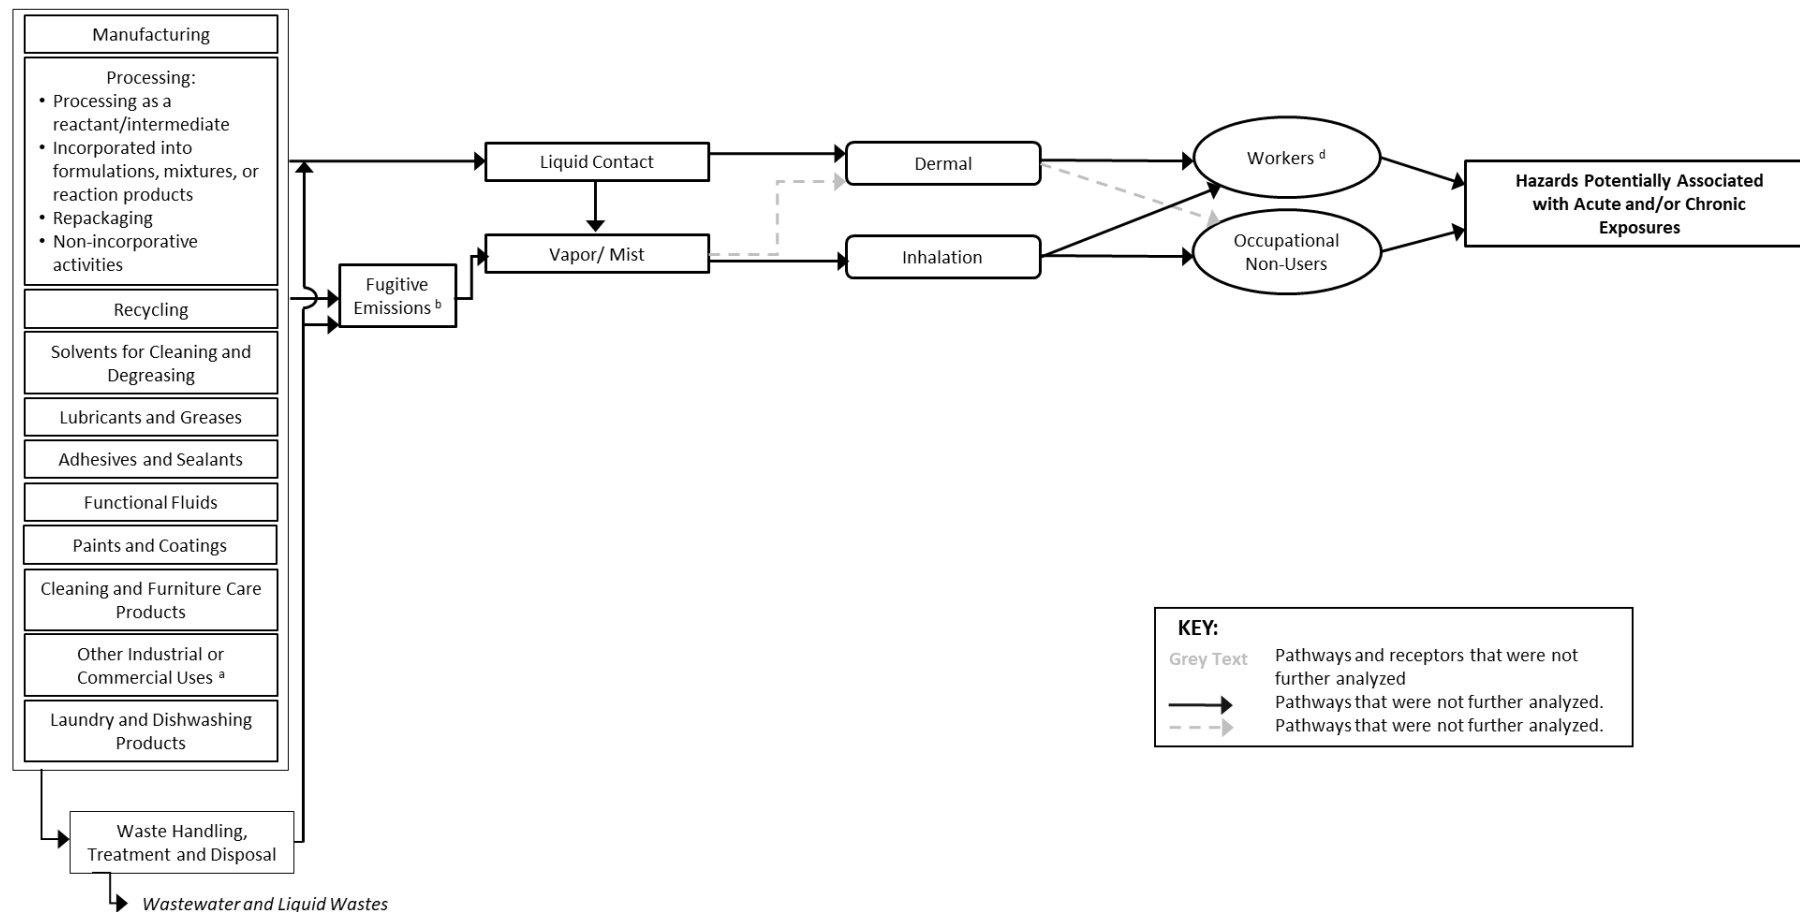 Manufacturing
Processing:
• Processing as a
reactant/intermediate
• Incorporated into
formulations, mixtures, or
reaction products
• Repackaging
• Non-incorporative
activities
Recycling
Solvents for Cleaning and
Degreasing
Lubricants and Greases
Adhesives and Sealants
Functional Fluids
Paints and Coatings
Cleaning and Furniture Care
Products
Other Industrial or
Commercial Uses ᵃ
Laundry and Dishwashing
Products
Waste Handling,
Treatment and Disposal
Wastewater and Liquid Wastes
Fugitive
Emissions ᵇ
Liquid Contact
Vapor/ Mist
Dermal
Inhalation
Workers ᵈ
Occupational
Non-Users
Hazards Potentially Associated
with Acute and/or Chronic
Exposures
KEY:
Grey Text
Pathways and receptors that were not
further analyzed
Pathways that were not further analyzed.
Pathways that were not further analyzed.